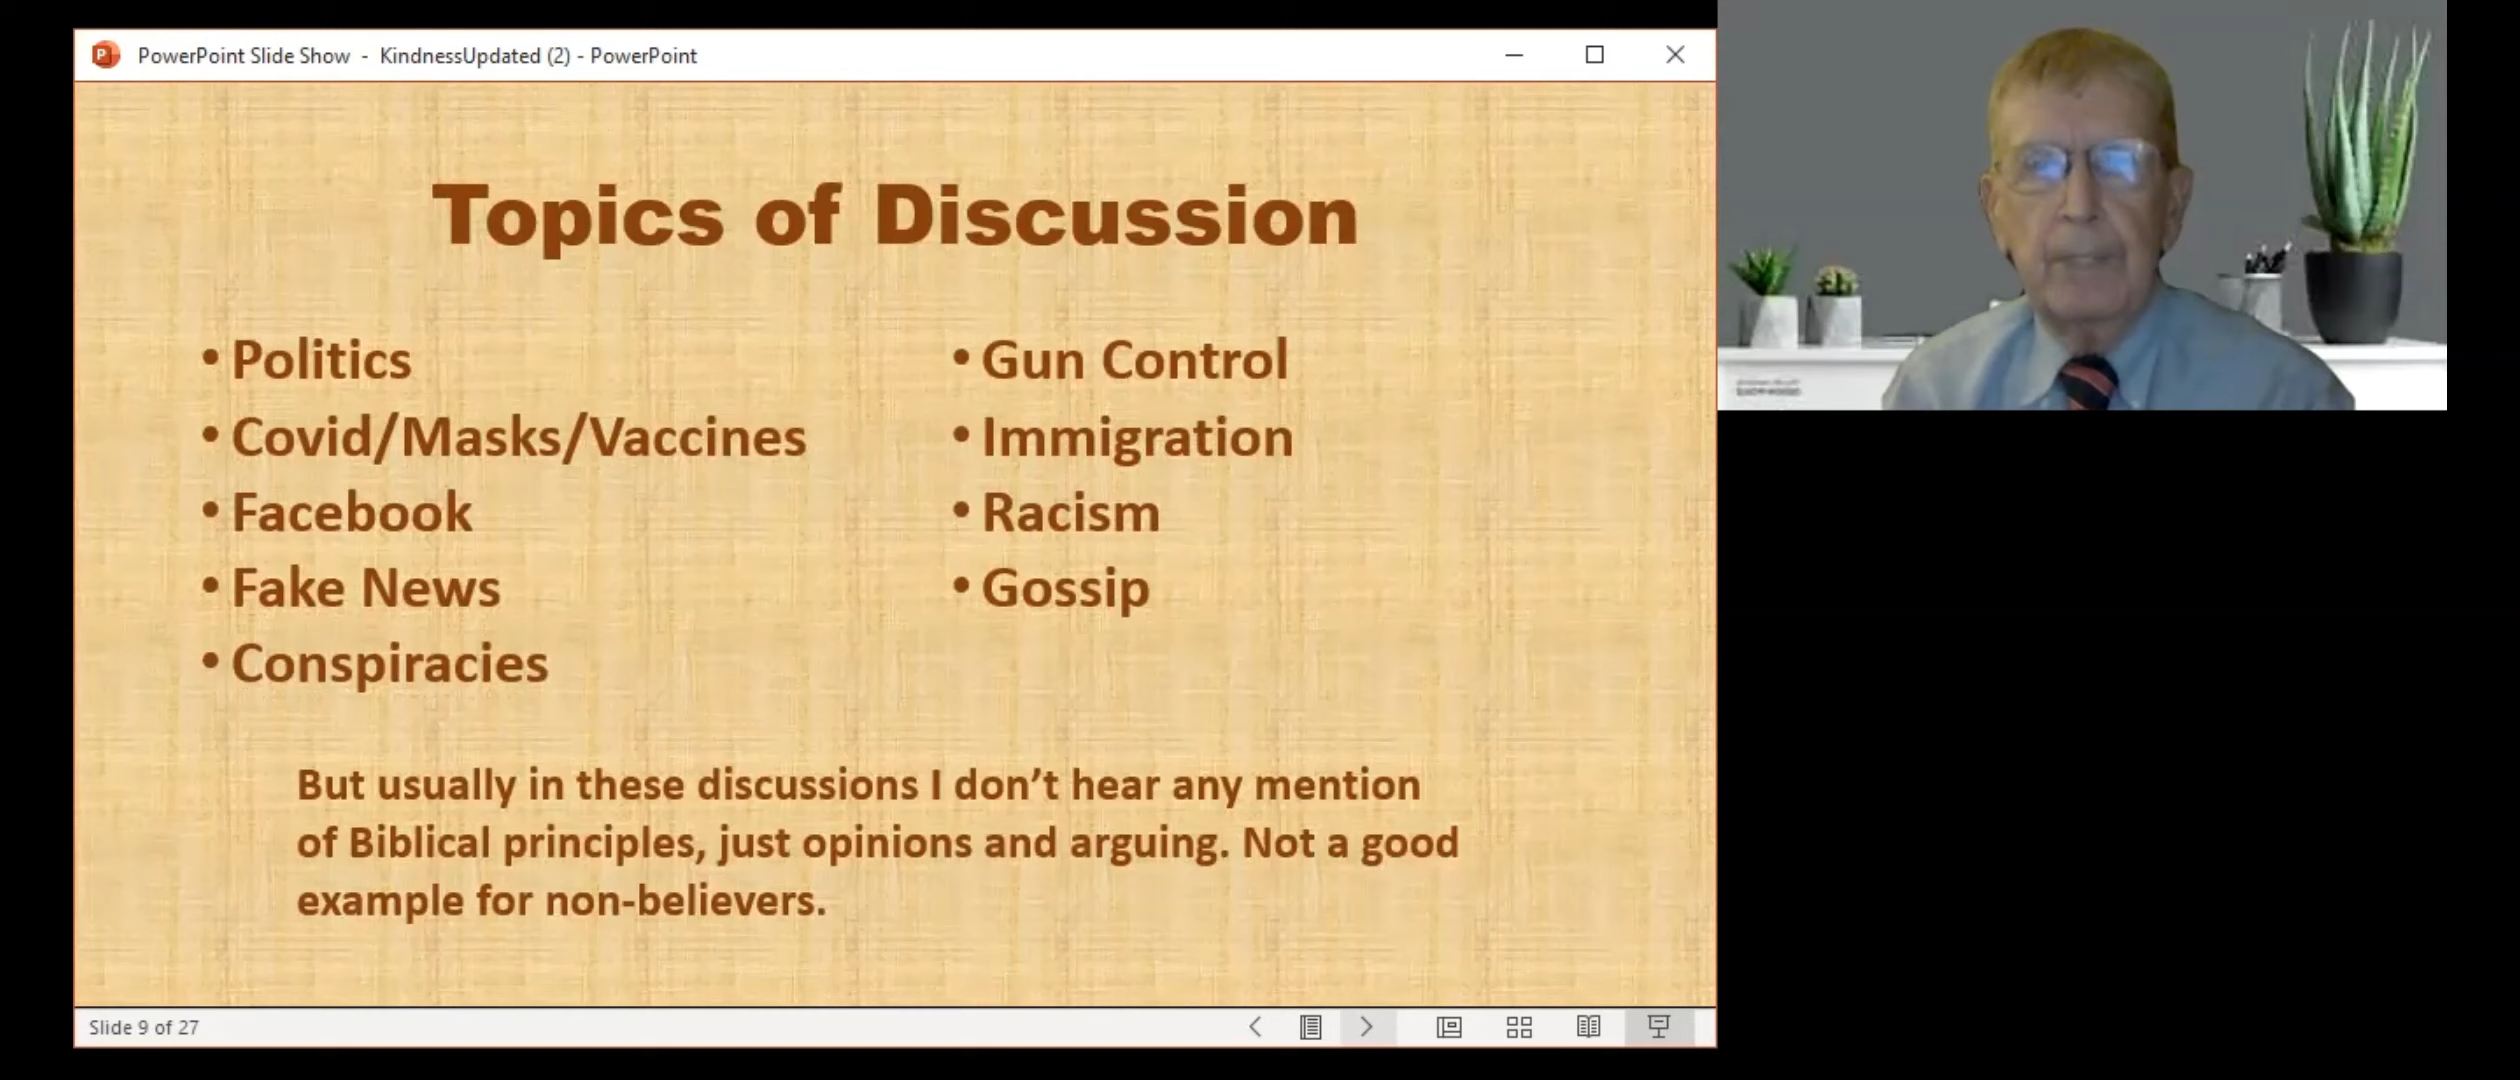 PowerPoint Slide Show - KindnessUpdated (2) - PowerPoint
Topics of Discussion
• Politics
• Covid/Masks/Vaccines
• Facebook
• Fake News
• Conspiracies
• Gun Control
• Immigration
• Racism
• Gossip
But usually in these discussions I don’t hear any mention
of Biblical principles, just opinions and arguing. Not a good
example for non-believers.
Slide 9 of 27